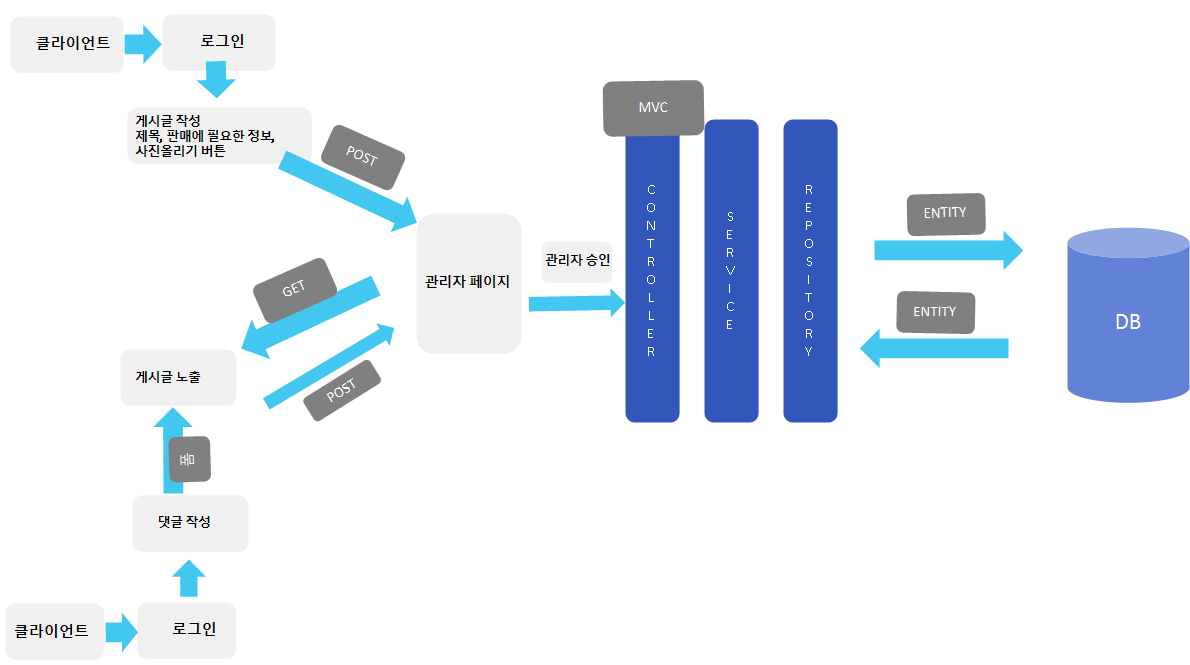 클라이언트
로그인
게시글 작성
제목, 판매에 필요한 정보,
사진올리기 버튼
POST
MVC
CONTROLLER
SERVICE
REPOSITORY
ENTITY
관리자 승인
관리자 페이지
GET
ENTITY
DB
게시글 노출
POST
폼
댓글 작성
클라이언트
로그인